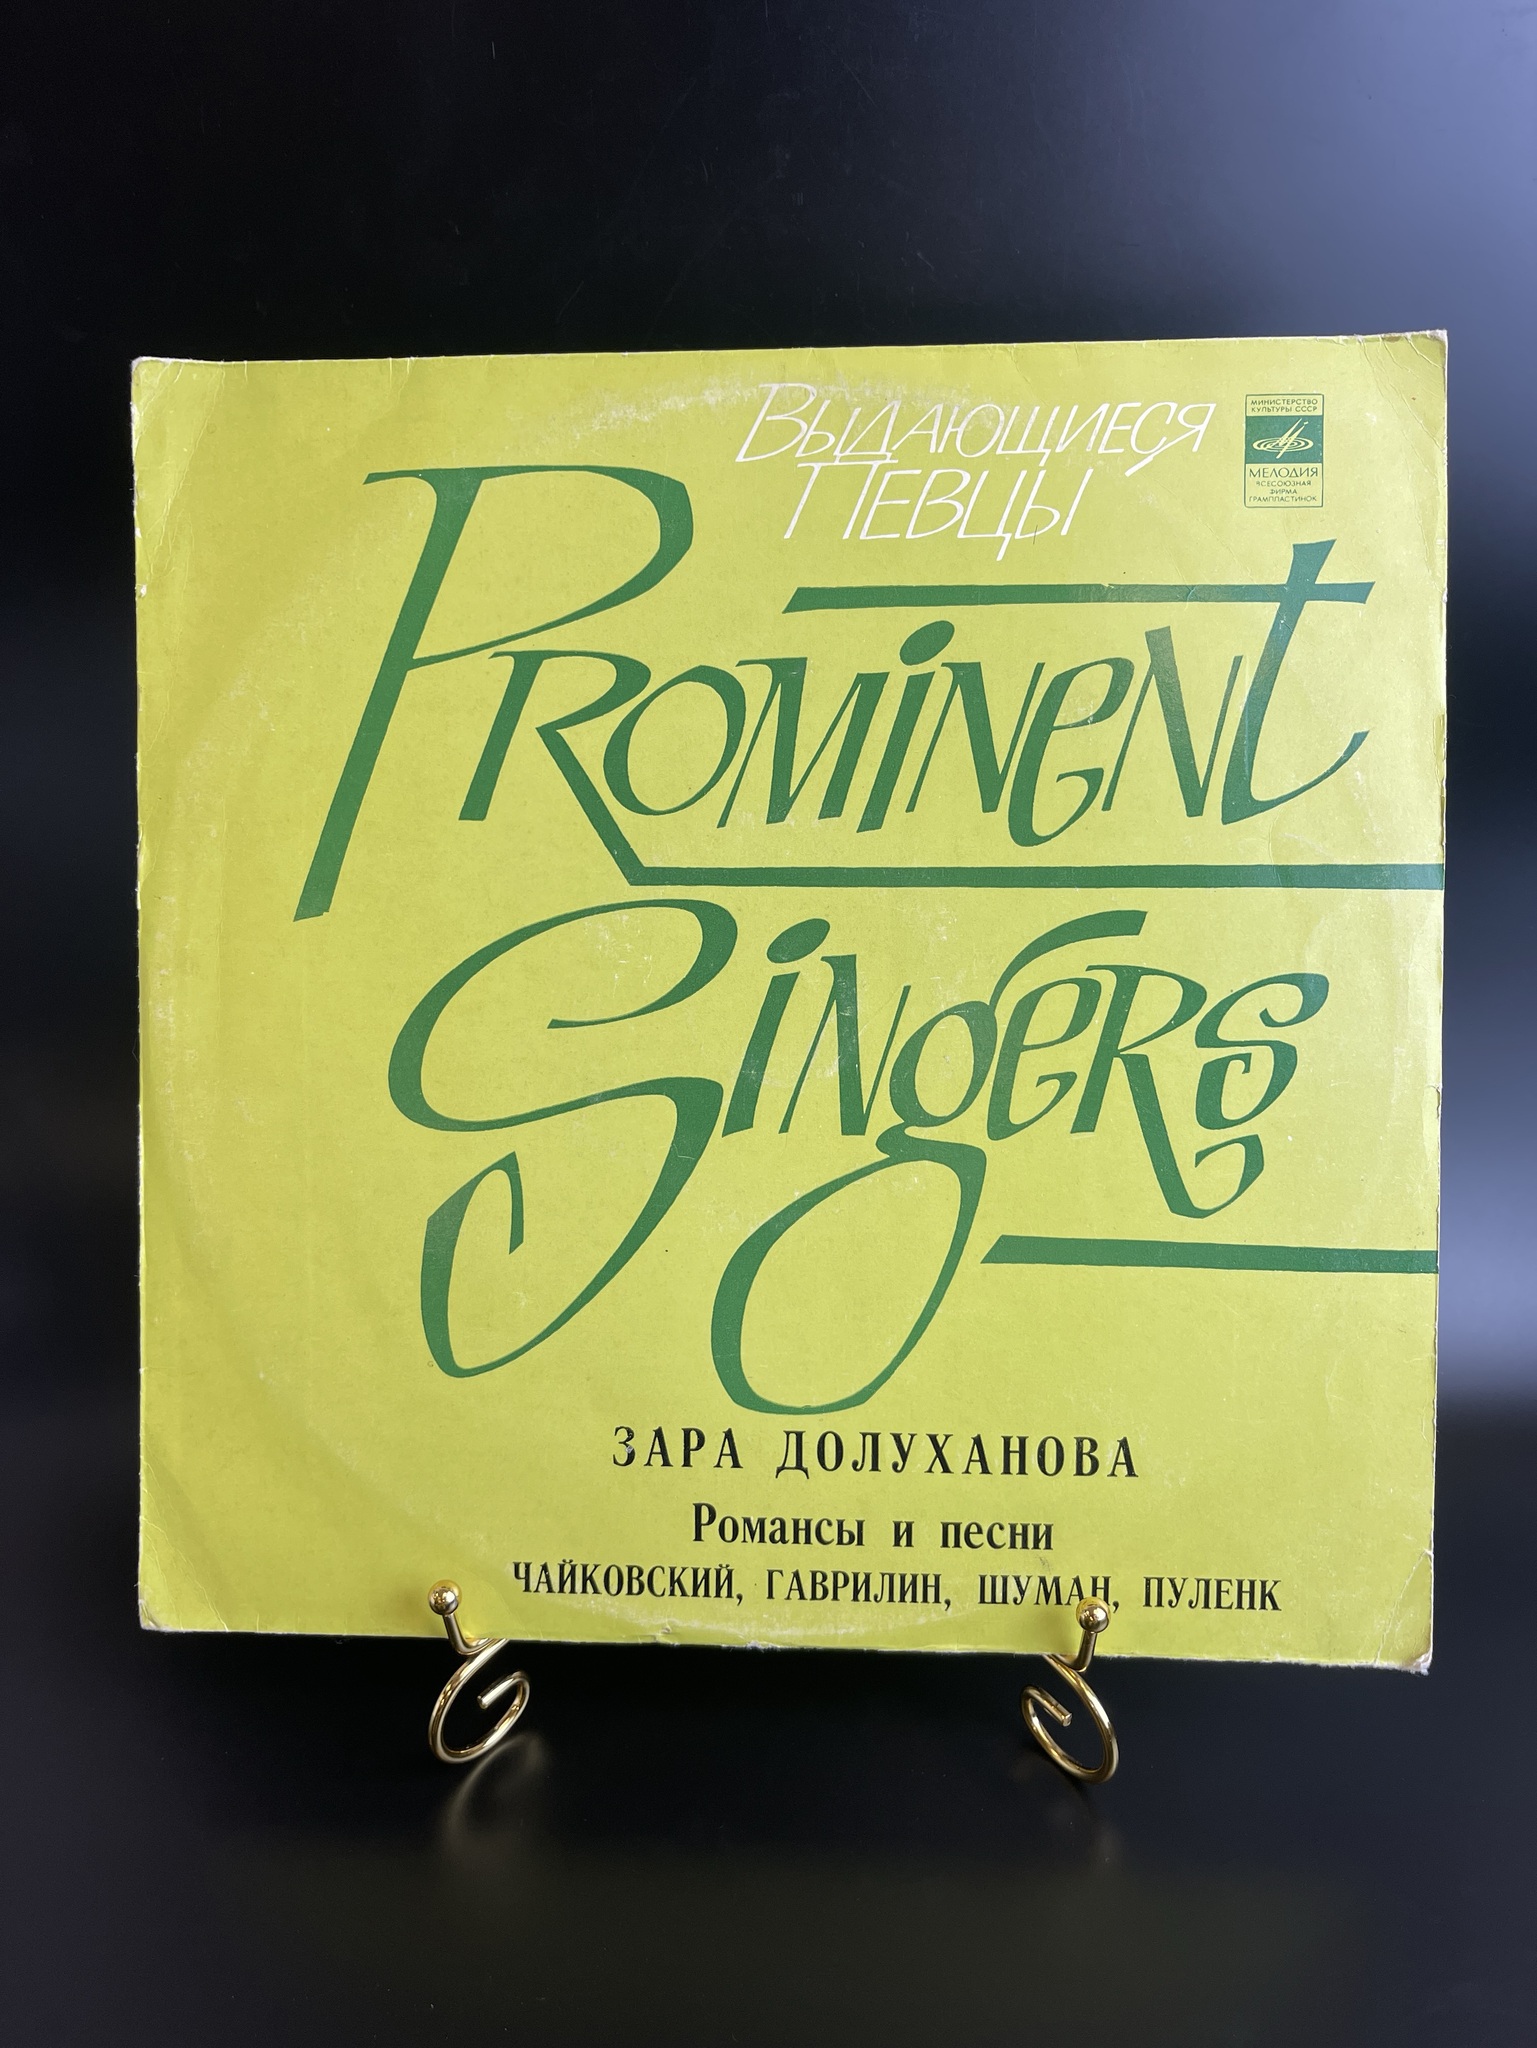 ВЫДАЮЩИЕСЯ
ПЕВЦЫ
МИНИСТЕРСТВО
КУЛЬТУРЫ СССР
МЕЛОДИЯ
ВСЕСОЮЗНАЯ
ФИРМА
ГРАМПЛАСТИНОК
PROMINENT
SINGERS
ЗАРА ДОЛУХАНОВА
Романсы и песни
ЧАЙКОВСКИЙ, ГАВРИЛИН, ШУМАН, ПУЛЕНК